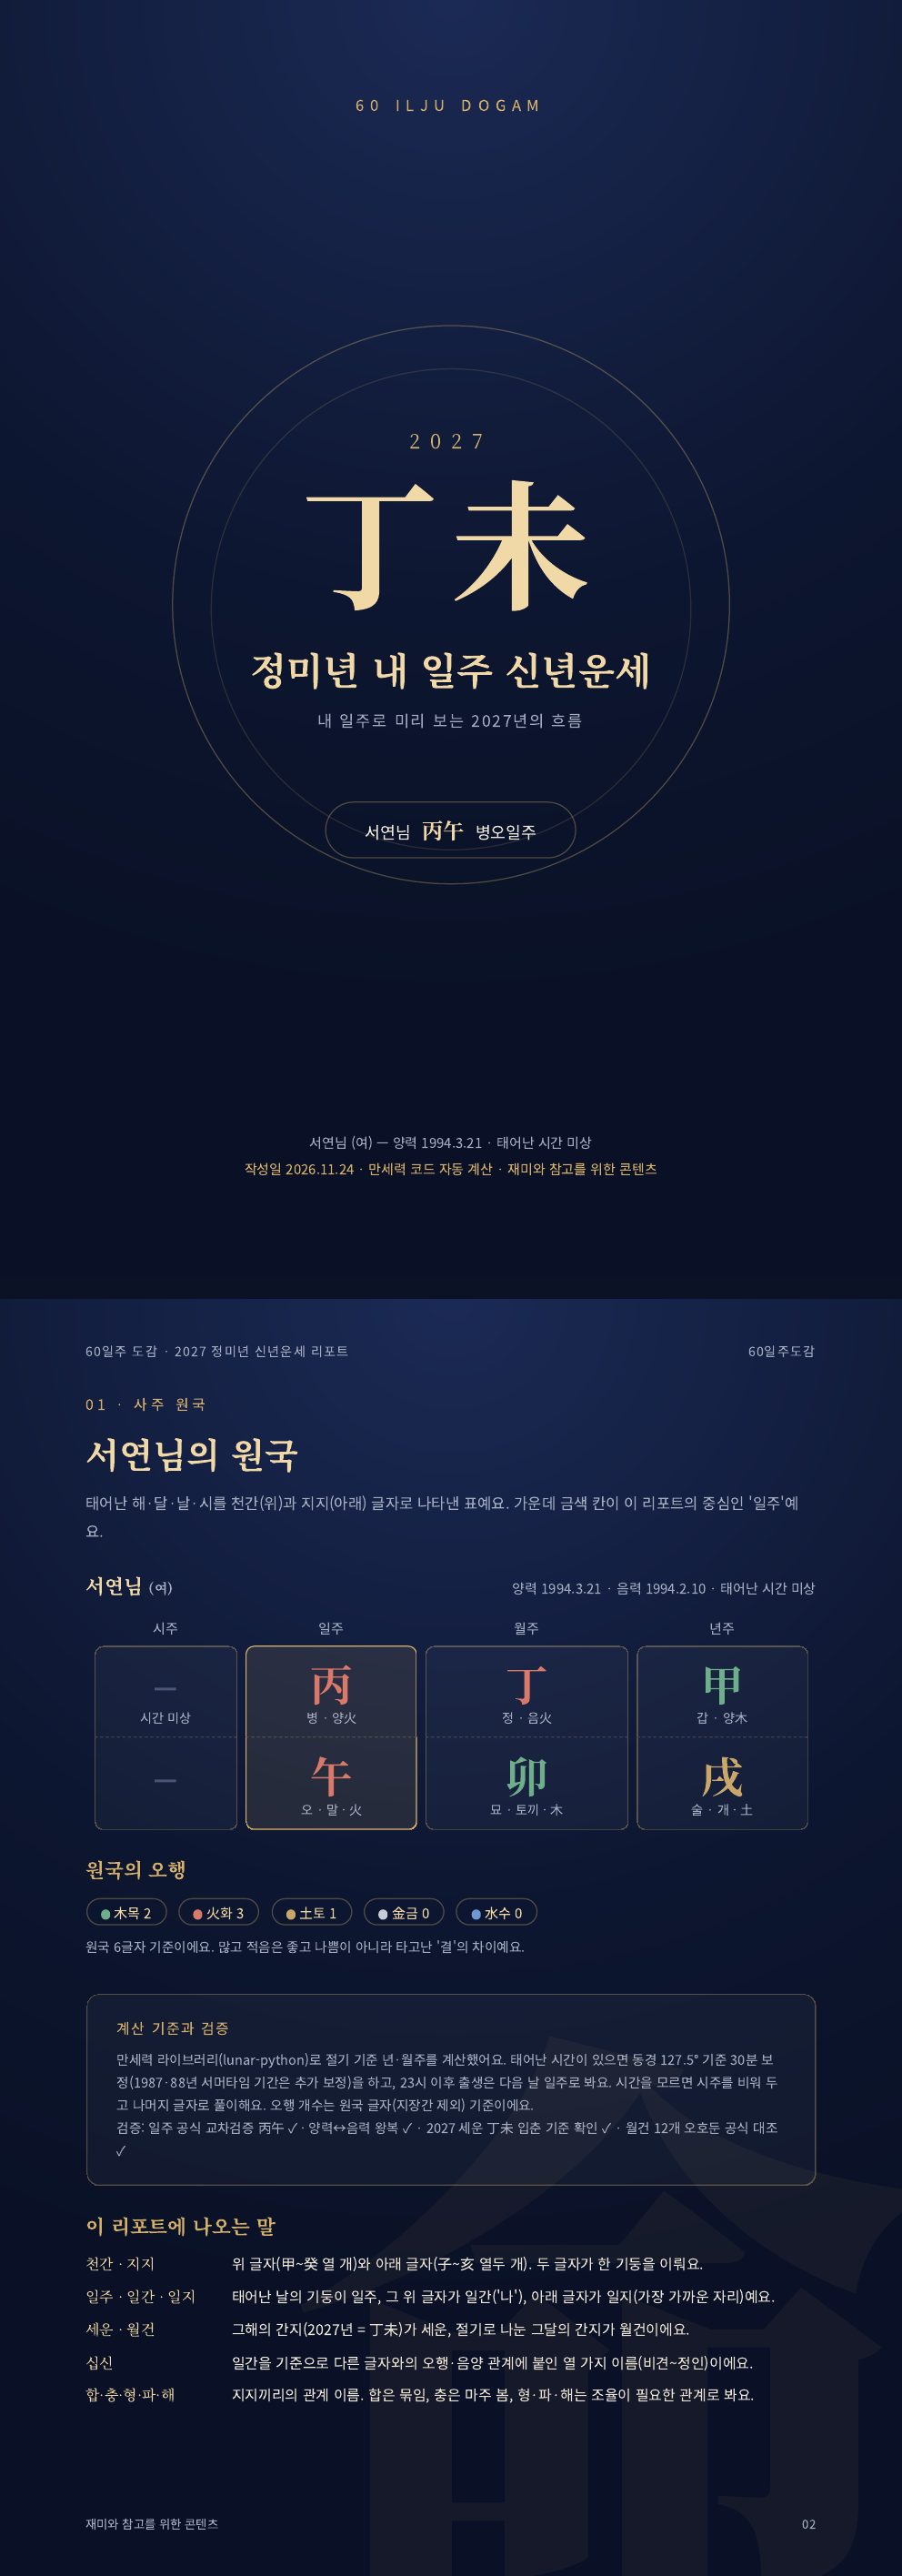 60 ILJU DOGAM
2027
丁未
정미년 내 일주 신년운세
내 일주로 미리 보는 2027년의 흐름
서연님 丙午 병오일주
서연님 (여) — 양력 1994.3.21 · 태어난 시간 미상
작성일 2026.11.24 · 만세력 코드 자동 계산 · 재미와 참고를 위한 콘텐츠
60일주 도감 · 2027 정미년 신년운세 리포트 60일주도감
01 · 사주 원국
서연님의 원국
태어난 해·달·날·시를 천간(위)과 지지(아래) 글자로 나타낸 표예요. 가운데 금색 칸이 이 리포트의 중심인 '일주'예
요.
서연님 (여) 양력 1994.3.21 · 음력 1994.2.10 · 태어난 시간 미상
시주 일주 월주 년주
— 丙 丁 甲
시간 미상 병 · 양火 정 · 음火 갑 · 양木
— 午 卯 戌
오 · 말 · 火 묘 · 토끼 · 木 술 · 개 · 土
원국의 오행
木목 2 火화 3 土토 1 金금 0 水수 0
원국 6글자 기준이에요. 많고 적음은 좋고 나쁨이 아니라 타고난 '결'의 차이예요.
계산 기준과 검증
만세력 라이브러리(lunar-python)로 절기 기준 년·월주를 계산했어요. 태어난 시간이 있으면 동경 127.5° 기준 30분 보
정(1987·88년 서머타임 기간은 추가 보정)을 하고, 23시 이후 출생은 다음 날 일주로 봐요. 시간을 모르면 시주를 비워 두
고 나머지 글자로 풀이해요. 오행 개수는 원국 글자(지장간 제외) 기준이에요.
검증: 일주 공식 교차검증 丙午 ✓ · 양력↔음력 왕복 ✓ · 2027 세운 丁未 입춘 기준 확인 ✓ · 월건 12개 오호둔 공식 대조
✓
이 리포트에 나오는 말
천간 · 지지 위 글자(甲~癸 열 개)와 아래 글자(子~亥 열두 개). 두 글자가 한 기둥을 이뤄요.
일주 · 일간 · 일지 태어난 날의 기둥이 일주, 그 위 글자가 일간('나'), 아래 글자가 일지(가장 가까운 자리)예요.
세운 · 월건 그해의 간지(2027년 = 丁未)가 세운, 절기로 나눈 그달의 간지가 월건이에요.
십신 일간을 기준으로 다른 글자와의 오행·음양 관계에 붙인 열 가지 이름(비견~정인)이에요.
합·충·형·파·해 지지끼리의 관계 이름. 합은 묶임, 충은 마주 봄, 형·파·해는 조율이 필요한 관계로 봐요.
재미와 참고를 위한 콘텐츠 02